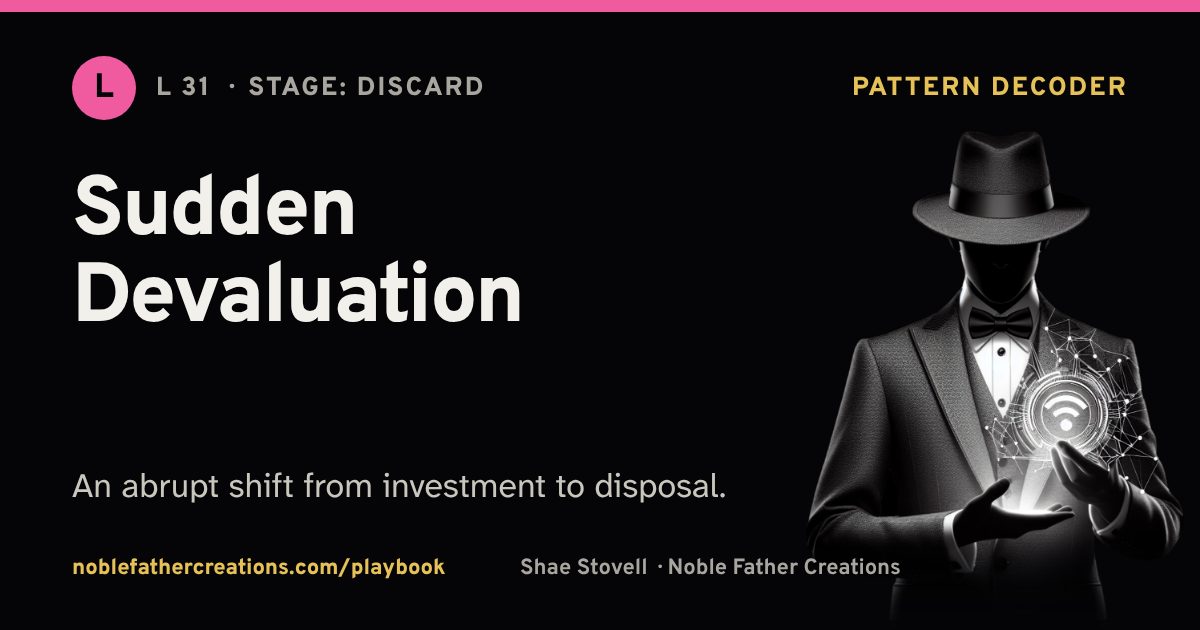 L
L 31 · STAGE: DISCARD
PATTERN DECODER
Sudden
Devaluation
An abrupt shift from investment to disposal.
noblefathercreations.com/playbook
Shae Stovell · Noble Father Creations